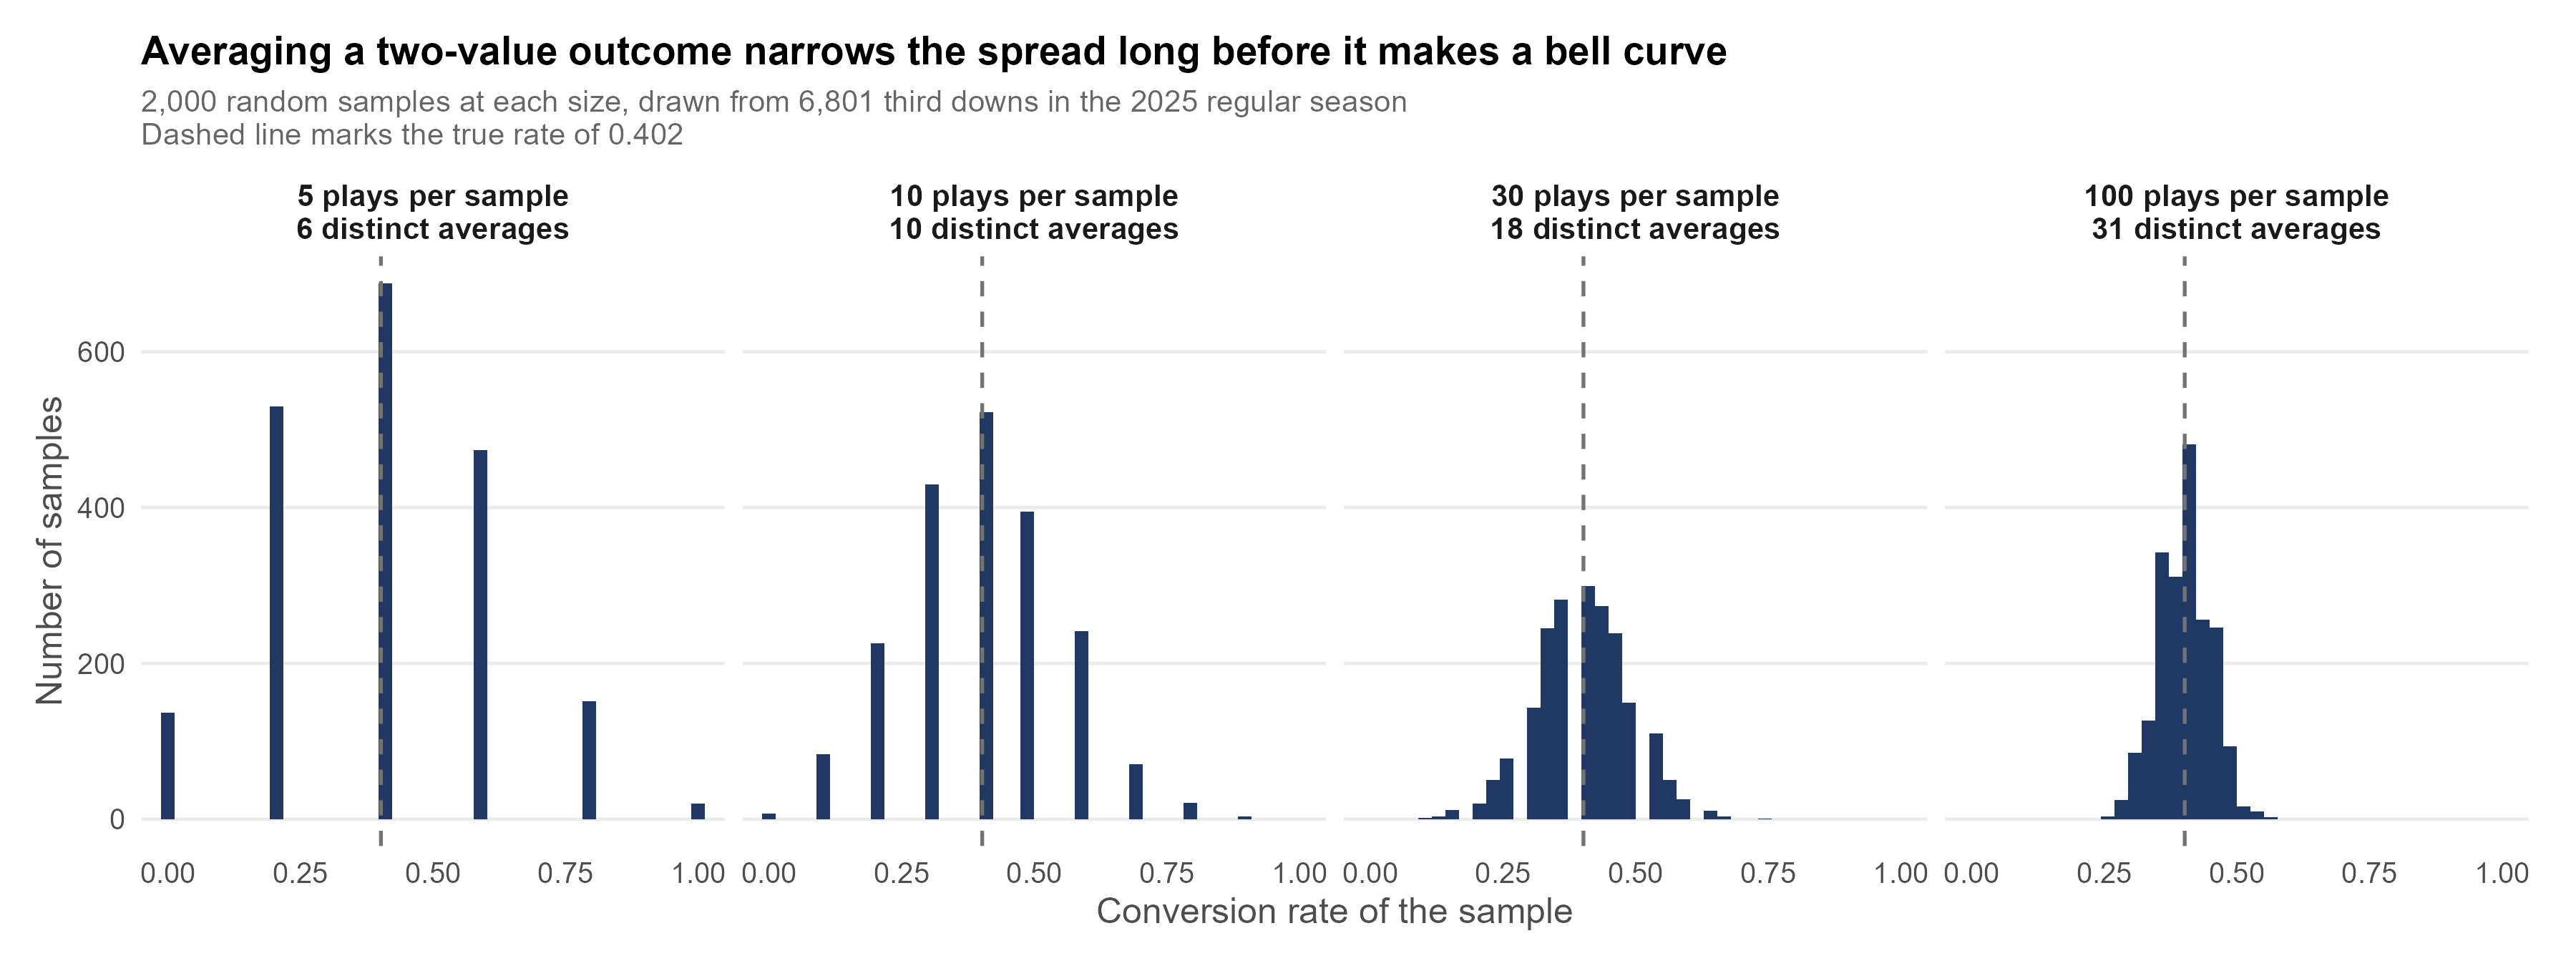 Averaging a two-value outcome narrows the spread long before it makes a bell curve
2,000 random samples at each size, drawn from 6,801 third downs in the 2025 regular season
Dashed line marks the true rate of 0.402
5 plays per sample
6 distinct averages
10 plays per sample
10 distinct averages
30 plays per sample
18 distinct averages
100 plays per sample
31 distinct averages
Number of samples
600
400
200
0
0.00 0.25 0.50 0.75 1.00
0.00 0.25 0.50 0.75 1.00
0.00 0.25 0.50 0.75 1.00
0.00 0.25 0.50 0.75 1.00
Conversion rate of the sample